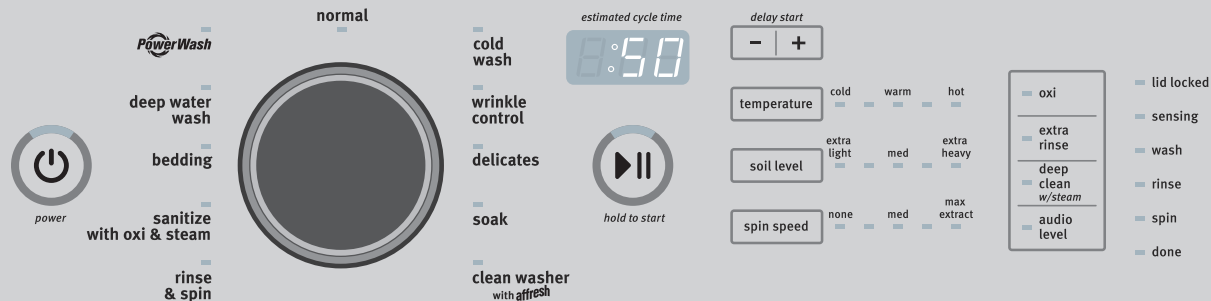 normal
PowerWash
deep water
wash
bedding
sanitize
with oxi & steam
rinse
& spin
power
cold
wash
wrinkle
control
delicates
soak
clean washer
with affresh
estimated cycle time
:50
hold to start
delay start
- +
temperature
cold warm hot
soil level
extra
light
med
extra
heavy
spin speed
none
med
max
extract
oxi
extra
rinse
deep
clean
w/steam
audio
level
lid locked
sensing
wash
rinse
spin
done